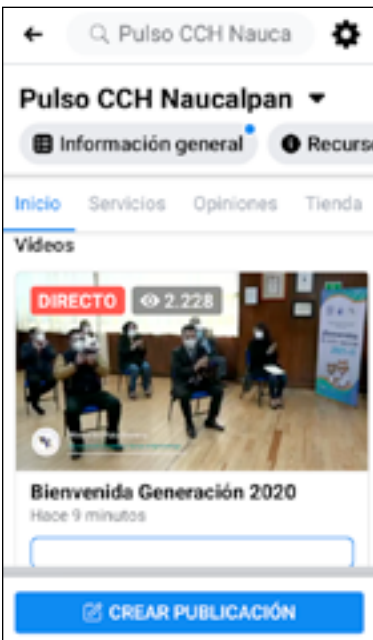 Pulso CCH Nauca
Pulso CCH Naucalpan
Información general
Recurso
Inicio Servicios Opiniones Tienda
Videos
DIRECTO 2.228
Bienvenida Generación 2020
Hace 9 minutos
CREAR PUBLICACIÓN